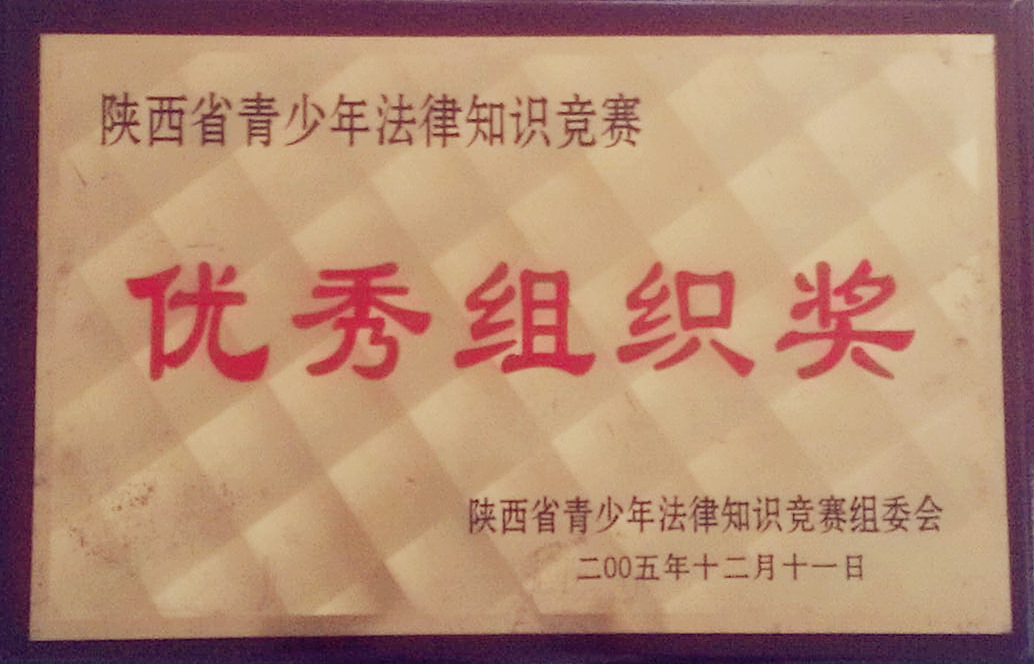 陕西省青少年法律知识竞赛
优秀组织奖
陕西省青少年法律知识竞赛组委会
二00五年十二月十一日